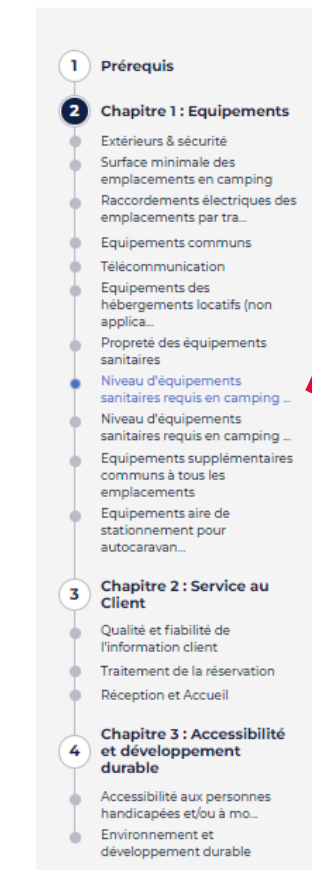 1 Prérequis
2 Chapitre 1 : Equipements
Extérieurs & sécurité
Surface minimale des
emplacements en camping
Raccordements électriques des
emplacements par tra...
Equipements communs
Télécommunication
Equipements des
hébergements locatifs (non
applica...
Propreté des équipements
sanitaires
Niveau d'équipements
sanitaires requis en camping ...
Niveau d'équipements
sanitaires requis en camping ...
Equipements supplémentaires
communs à tous les
emplacements
Equipements aire de
stationnement pour
autocaravan...
3 Chapitre 2 : Service au
Client
Qualité et fiabilité de
l'information client
Traitement de la réservation
Réception et Accueil
Chapitre 3 : Accessibilité
4 et développement
durable
Accessibilité aux personnes
handicapées et/ou à mo...
Environnement et
développement durable